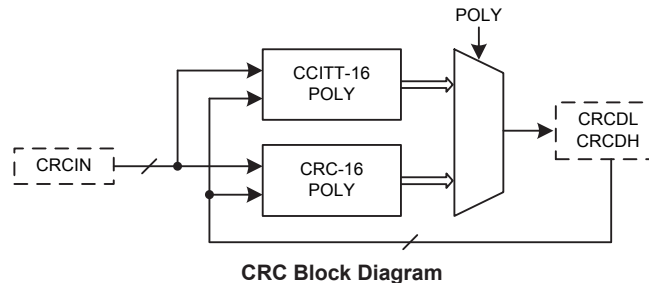 POLY
CCITT-16
POLY
CRCIN
CRC-16
POLY
CRCDL
CRCDH
CRC Block Diagram